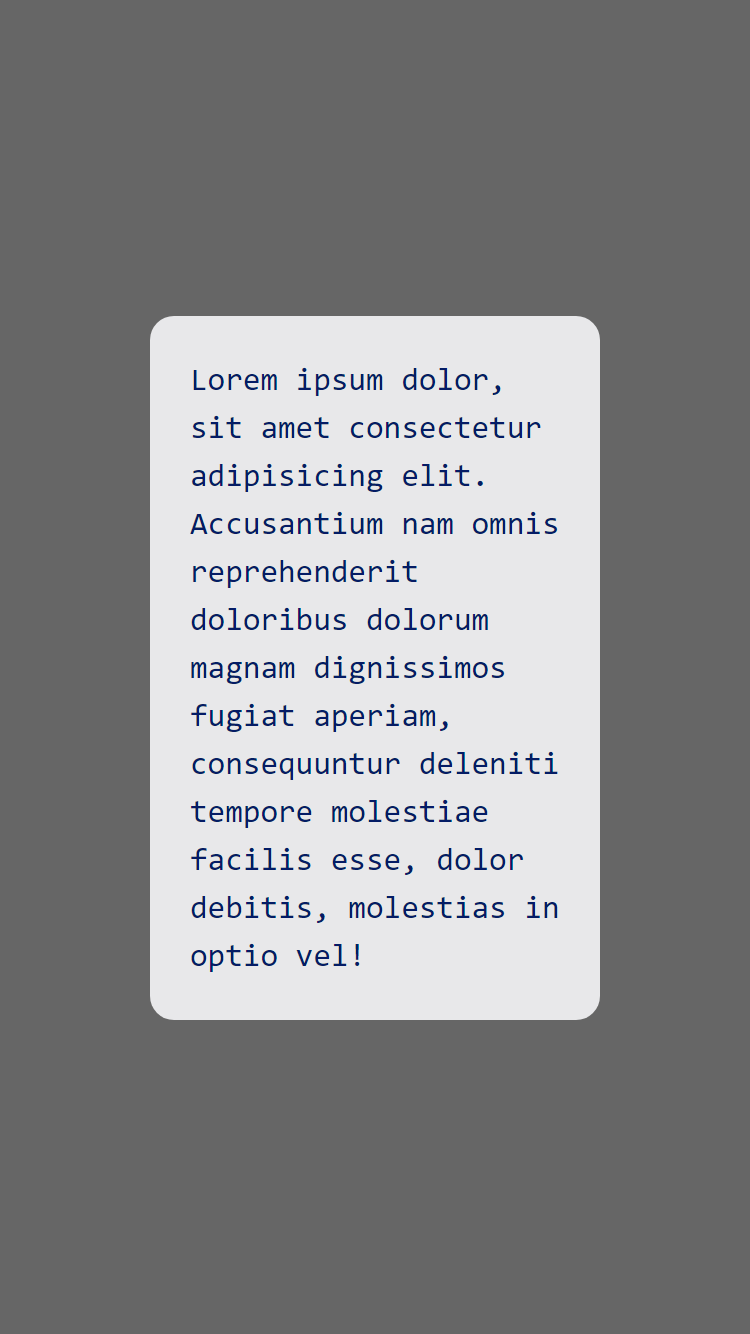 Lorem ipsum dolor,
sit amet consectetur
adipisicing elit.
Accusantium nam omnis
reprehenderit
doloribus dolorum
magnam dignissimos
fugiat aperiam,
consequuntur deleniti
tempore molestiae
facilis esse, dolor
debitis, molestias in
optio vel!